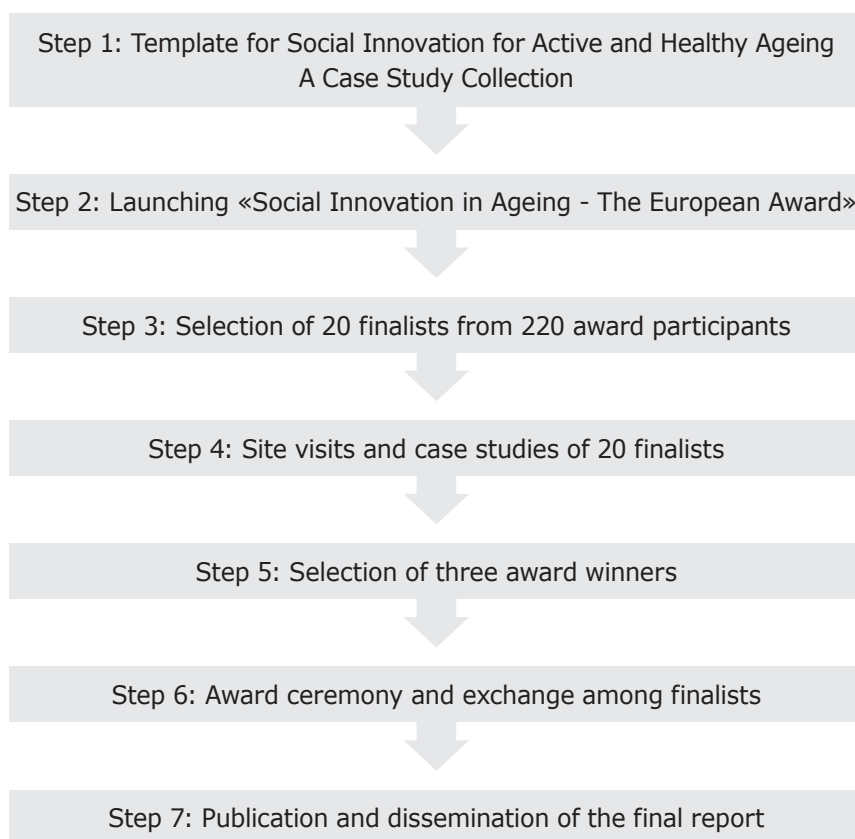 Step 1: Template for Social Innovation for Active and Healthy Ageing
A Case Study Collection
Step 2: Launching «Social Innovation in Ageing - The European Award»
Step 3: Selection of 20 finalists from 220 award participants
Step 4: Site visits and case studies of 20 finalists
Step 5: Selection of three award winners
Step 6: Award ceremony and exchange among finalists
Step 7: Publication and dissemination of the final report